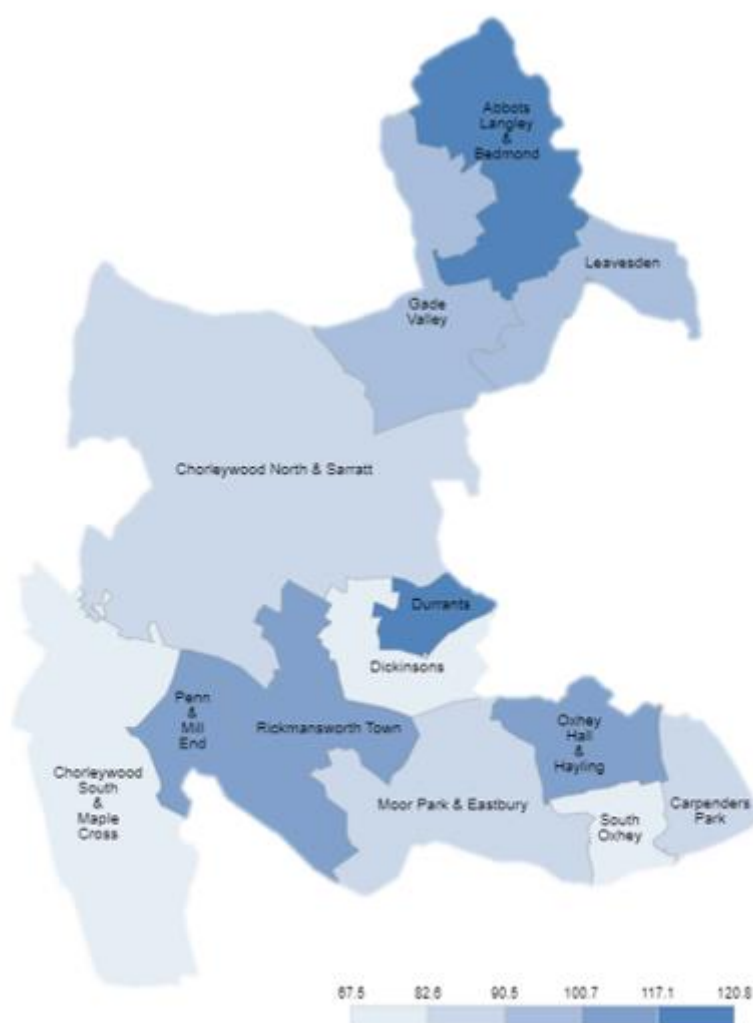 Abbots
Langley
&
Bedmond
Leavesden
Gade
Valley
Chorleywood North & Sarratt
Durrants
Dickinsons
Penn
&
Mill
End
Rickmansworth Town
Oxhey
Hall
&
Hayling
Chorleywood
South
&
Maple
Cross
Moor Park & Eastbury
South
Oxhey
Carpenders
Park
67.5 82.6 90.5 100.7 117.1 120.8